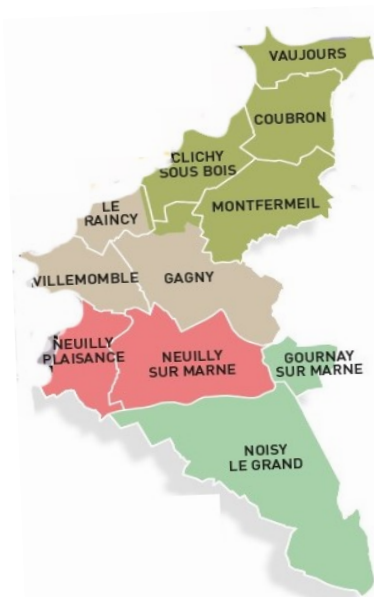 VAUJOURS
COUBRON
CLICHY
SOUS BOIS
MONTFERMEIL
LE
RAINCY
VILLEMOMBLE
GAGNY
NEUILLY
PLAISANCE
NEUILLY
SUR MARNE
GOURNAY
SUR MARNE
NOISY
LE GRAND